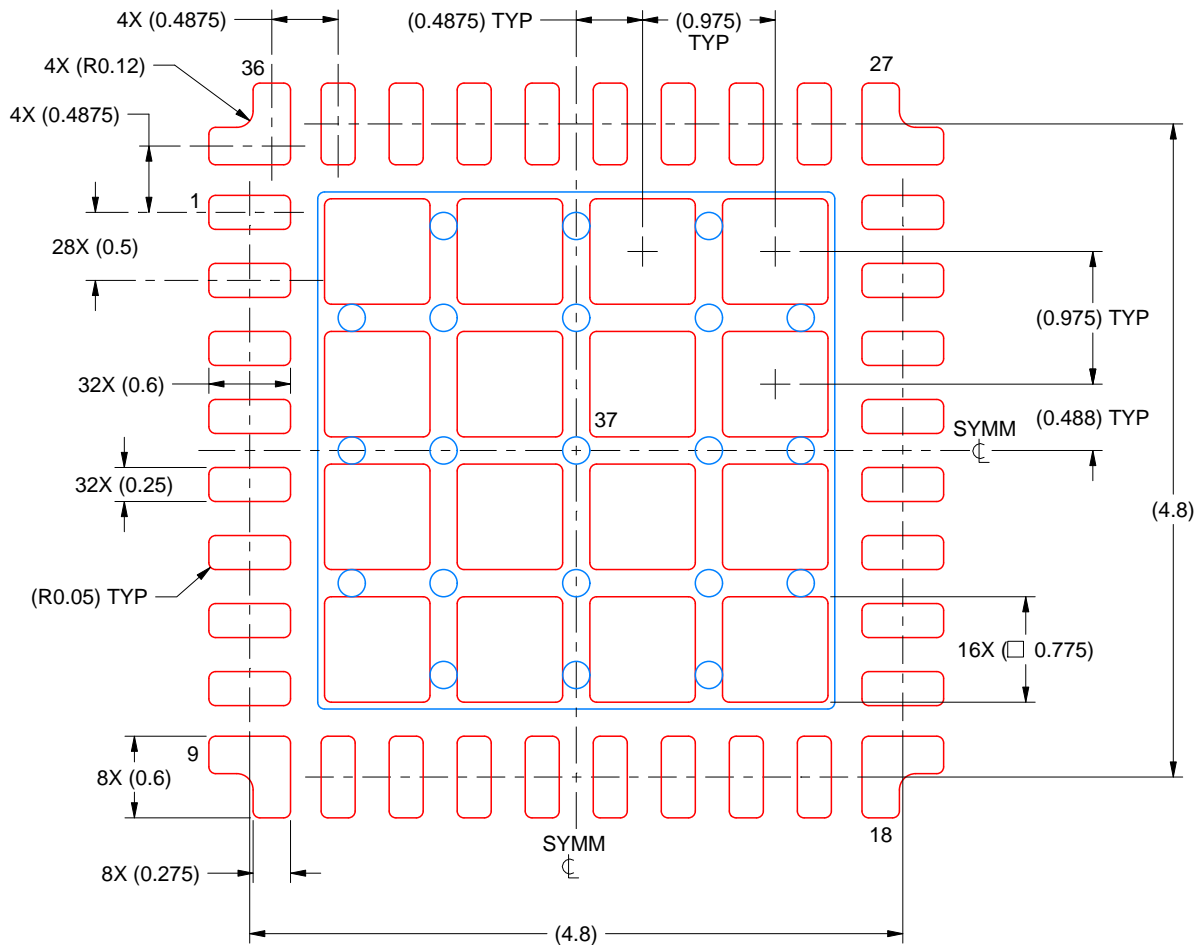 4X (0.4875)
(0.4875) TYP
(0.975)
TYP
4X (R0.12)
36
27
4X (0.4875)
1
28X (0.5)
(0.975) TYP
32X (0.6)
37
(0.488) TYP
SYMM
32X (0.25)
(4.8)
(R0.05) TYP
16X (□ 0.775)
9
8X (0.6)
18
SYMM
8X (0.275)
(4.8)